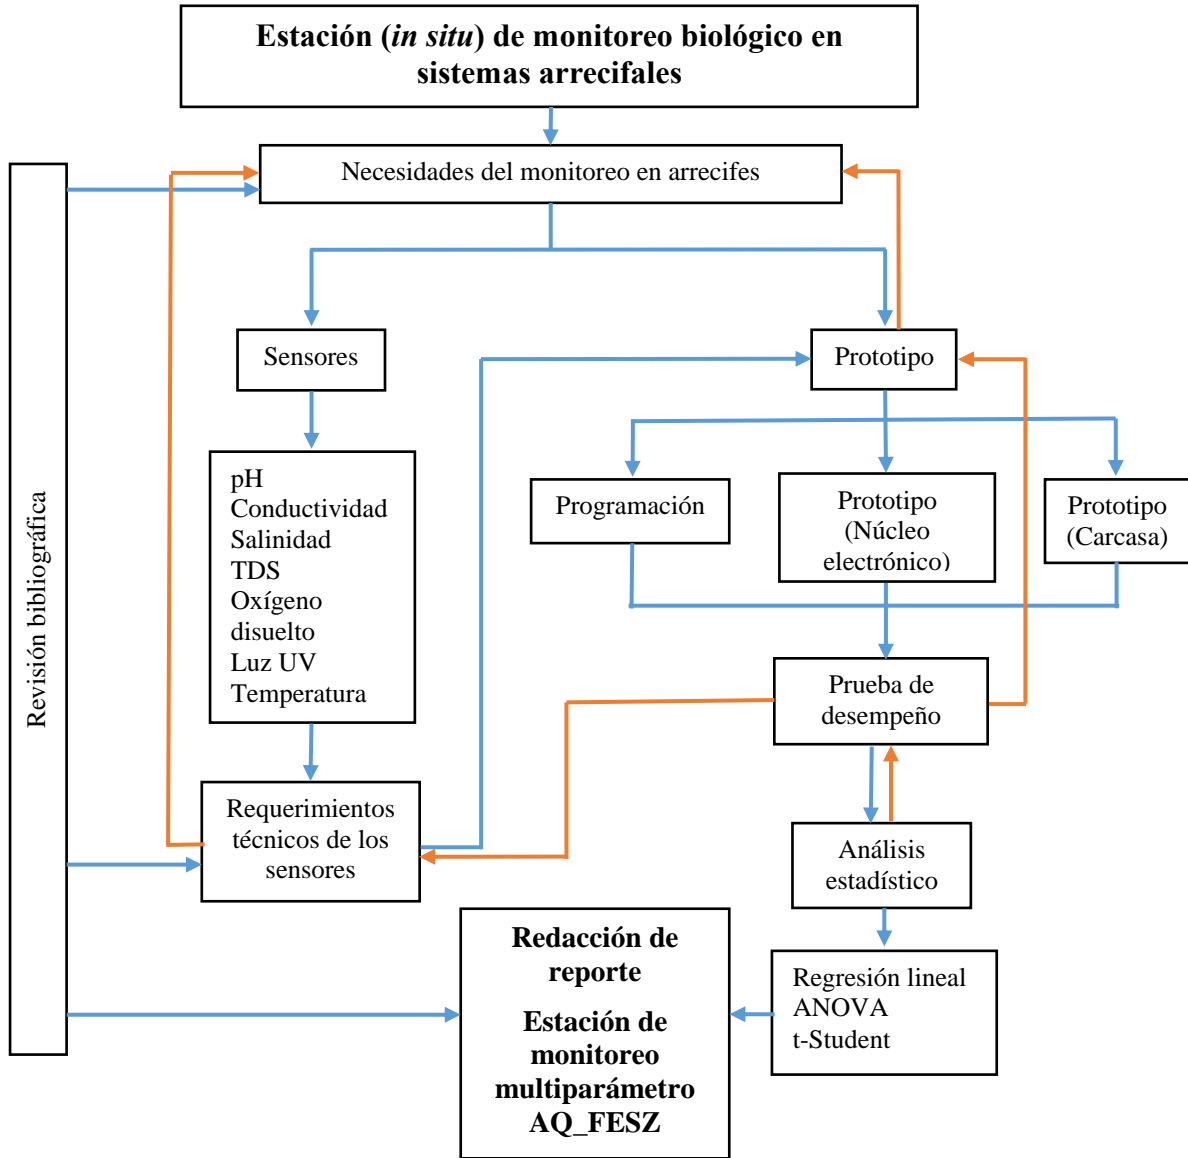 Estación (in situ) de monitoreo biológico en
sistemas arrecifales
Necesidades del monitoreo en arrecifes
Revisión bibliográfica
Sensores
Prototipo
pH
Conductividad
Salinidad
TDS
Oxígeno
disuelto
Luz UV
Temperatura
Programación
Prototipo
(Núcleo
electrónico)
Prototipo
(Carcasa)
Prueba de
desempeño
Requerimientos
técnicos de los
sensores
Análisis
estadístico
Redacción de
reporte
Estación de
monitoreo
multiparámetro
AQ_FESZ
Regresión lineal
ANOVA
t-Student